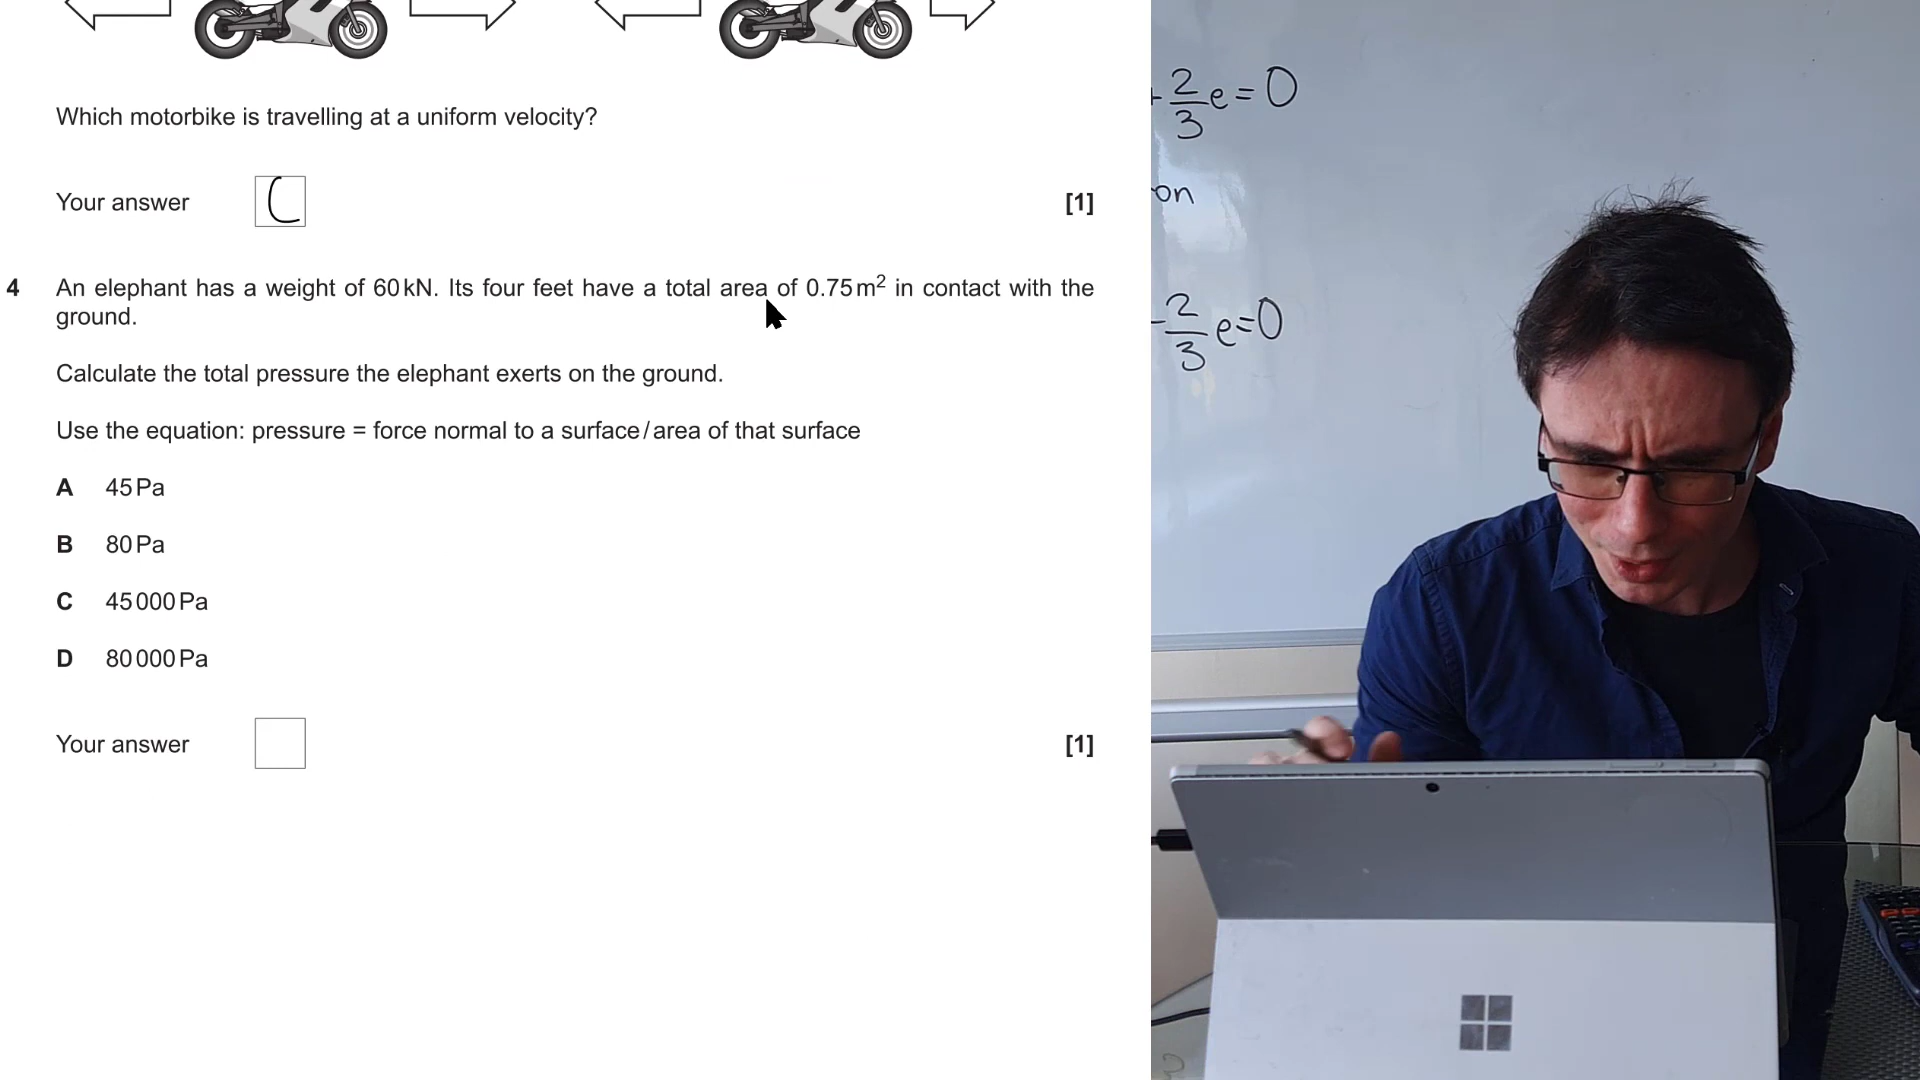 Which motorbike is travelling at a uniform velocity?
Your answer C [1]
4 An elephant has a weight of 60 kN. Its four feet have a total area of 0.75 m² in contact with the
ground.
Calculate the total pressure the elephant exerts on the ground.
Use the equation: pressure = force normal to a surface / area of that surface
A 45 Pa
B 80 Pa
C 45 000 Pa
D 80 000 Pa
Your answer [1]
+2/3 e=0
on
-2/3 e=0